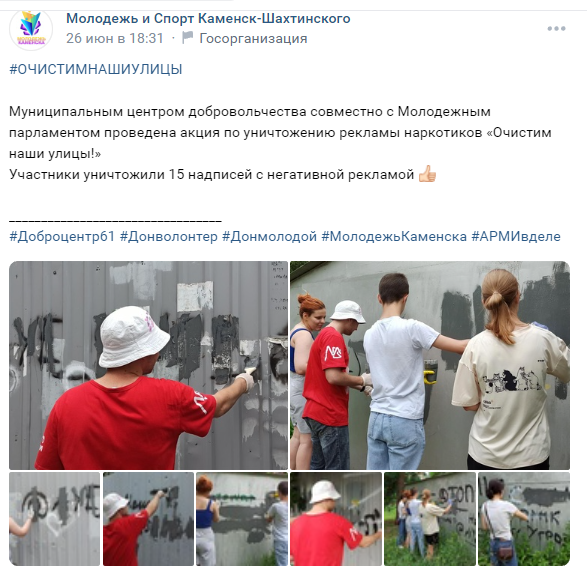 Молодежь и Спорт Каменск-Шахтинского
26 июн в 18:31 · Госорганизация
#ОЧИСТИМНАШИУЛИЦЫ
Муниципальным центром добровольчества совместно с Молодежным
парламентом проведена акция по уничтожению рекламы наркотиков «Очистим
наши улицы!»
Участники уничтожили 15 надписей с негативной рекламой
_________________________________
#Доброцентр61 #Донволонтер #Донмолодой #МолодежьКаменска #АРМИвделе